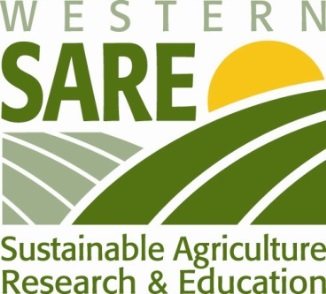 WESTERN
SARE
Sustainable Agriculture
Research & Education